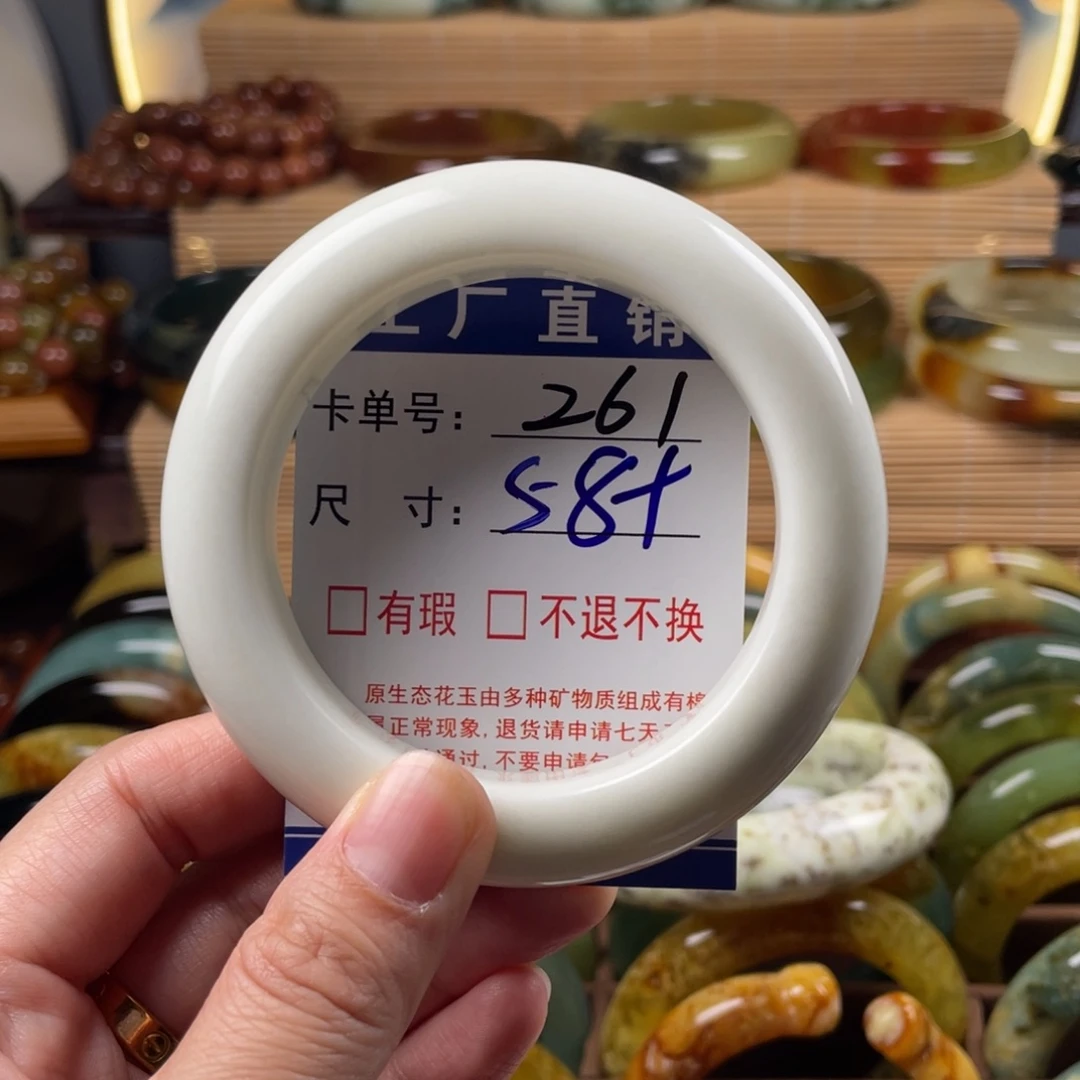 工厂直销
卡单号: 261
尺 寸: 58+
□有瑕 □不退不换
原生态花玉由多种矿物质组成有棉
正常现象, 退货请申请七天
通过, 不要申请